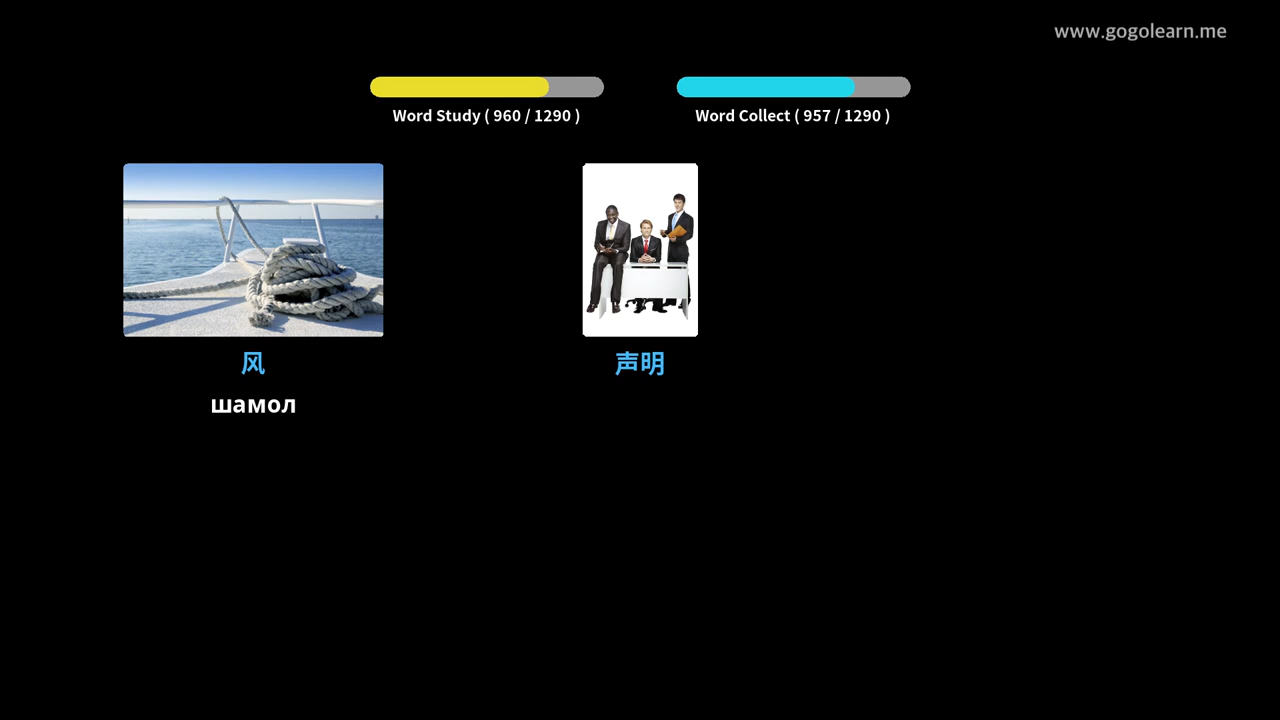 www.gogolearn.me
Word Study ( 960 / 1290 )
Word Collect ( 957 / 1290 )
风
声明
шамол